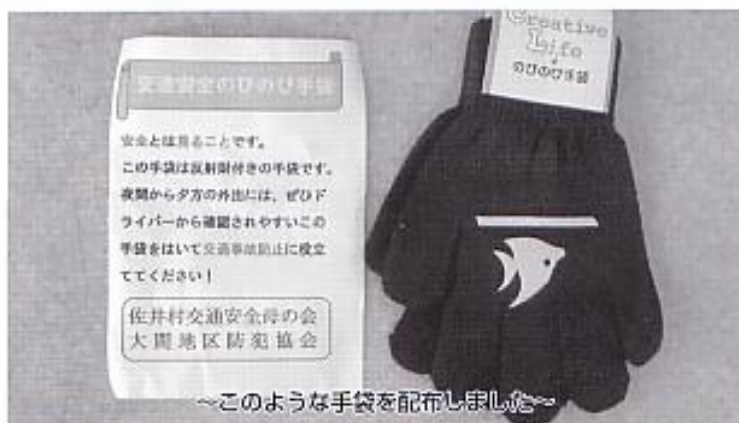 交通安全のびのび手袋
安全とは見ることです。
この手袋は反射材付きの手袋です。
夜間から夕方の外出には、ぜひド
ライバーから確認されやすいこの
手袋をはいて交通事故防止に役立
ててください！
佐井村交通安全母の会
大間地区防犯協会
Creative
Life
のびのび手袋
～このような手袋を配布しました～